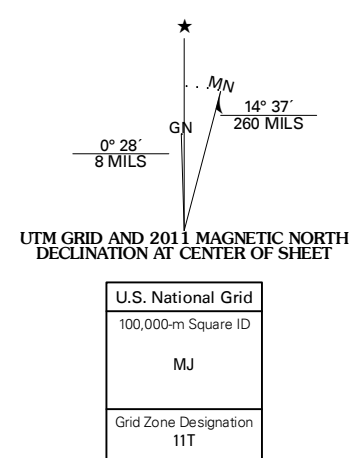 ★
MN
GN
14° 37´
260 MILS
0° 28´
8 MILS
UTM GRID AND 2011 MAGNETIC NORTH
DECLINATION AT CENTER OF SHEET
U.S. National Grid
100,000-m Square ID
MJ
Grid Zone Designation
11T